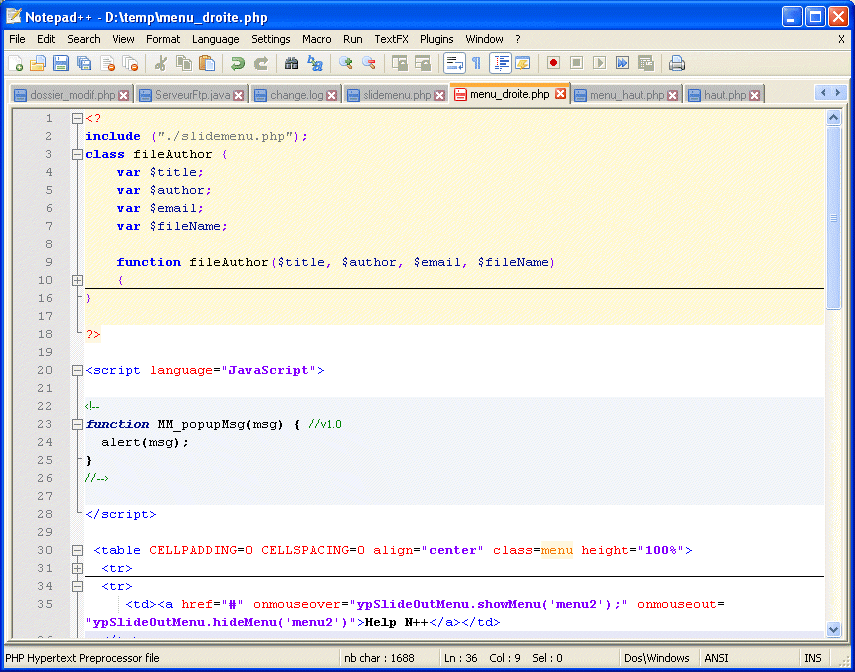 Notepad++ - D:\temp\menu_droite.php
File Edit Search View Format Language Settings Macro Run TextFX Plugins Window ? X
dossier_modif.php ServeurFtp.java change.log slidemenu.php menu_droite.php menu_haut.php haut.php
1 <?
2 include ("./slidemenu.php");
3 class fileAuthor {
4 var $title;
5 var $author;
6 var $email;
7 var $fileName;
8
9 function fileAuthor($title, $author, $email, $fileName)
10 {
16 }
17
18 ?>
19
20 <script language="JavaScript">
21
22 <!--
23 function MM_popupMsg(msg) { //v1.0
24 alert(msg);
25 }
26 //-->
27
28 </script>
29
30 <table CELLPADDING=0 CELLSPACING=0 align="center" class=menu height="100%">
31 <tr>
34 <tr>
35 <td><a href="#" onmouseover="ypSlideOutMenu.showMenu('menu2');" onmouseout=
"ypSlideOutMenu.hideMenu('menu2')">Help N++</a></td>
PHP Hypertext Preprocessor file nb char : 1688 Ln : 36 Col : 9 Sel : 0 Dos\Windows ANSI INS